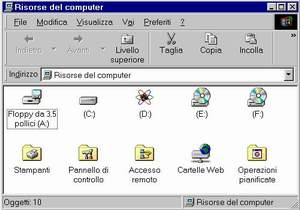 Risorse del computer
File Modifica Visualizza Vai Preferiti ?
Indietro Avanti Livello superiore Taglia Copia Incolla
Indirizzo Risorse del computer
Floppy da 3,5 pollici (A:) (C:) (D:) (E:) (F:)
Stampanti Pannello di controllo Accesso remoto Cartelle Web Operazioni pianificate
Oggetti: 10 Risorse del computer